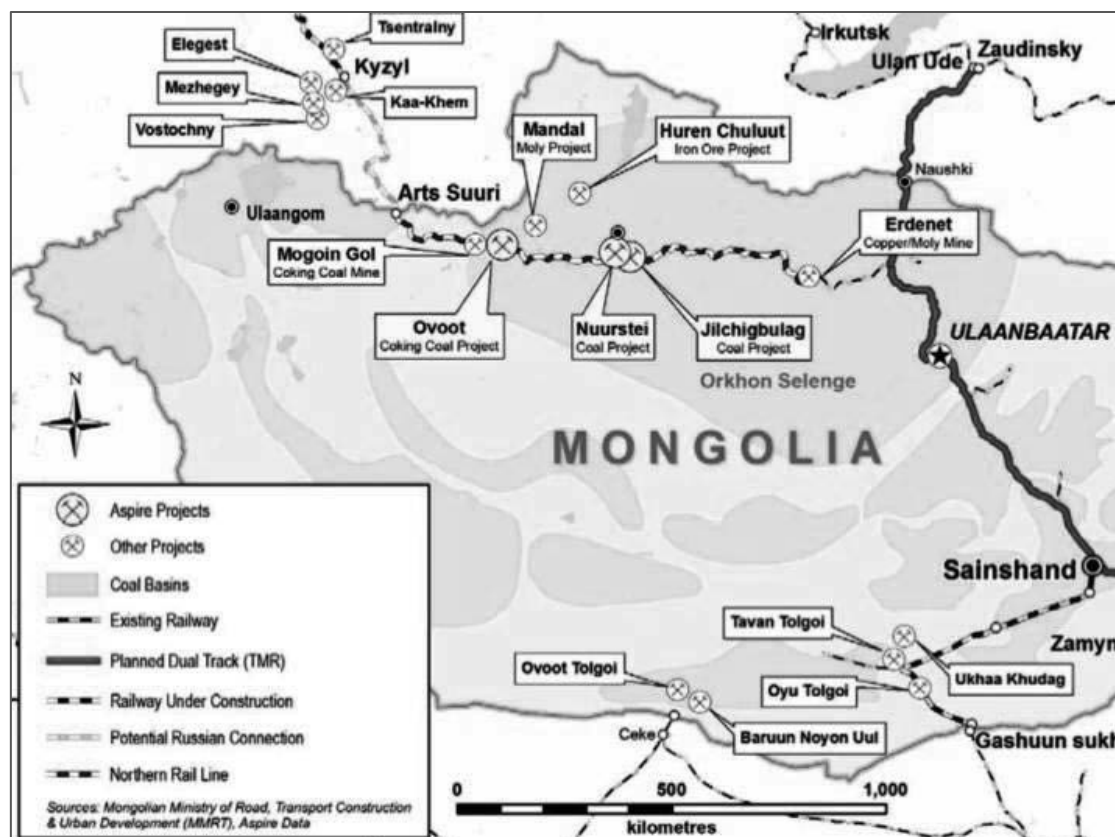 Tsentralny
Irkutsk
Ulan Ude
Zaudinsky
Elegest
Kyzyl
Mezhegey
Kaa-Khem
Vostochny
Mandal
Moly Project
Huren Chuluut
Iron Ore Project
Naushki
Arts Suuri
Ulaangom
Erdenet
Copper/Moly Mine
Mogoin Gol
Coking Coal Mine
Ovoot
Coking Coal Project
Nuurstei
Coal Project
Jilchigbulag
Coal Project
ULAANBAATAR
Orkhon Selenge
N
MONGOLIA
Aspire Projects
Other Projects
Coal Basins
Existing Railway
Planned Dual Track (TMR)
Railway Under Construction
Potential Russian Connection
Northern Rail Line
Sources: Mongolian Ministry of Road, Transport Construction
& Urban Development (MMRT), Aspire Data
Sainshand
Tavan Tolgoi
Zamyn
Ovoot Tolgoi
Ukhaa Khudag
Oyu Tolgoi
Ceke
Baruun Noyon Uul
Gashuun sukh
0 500 1,000
kilometres